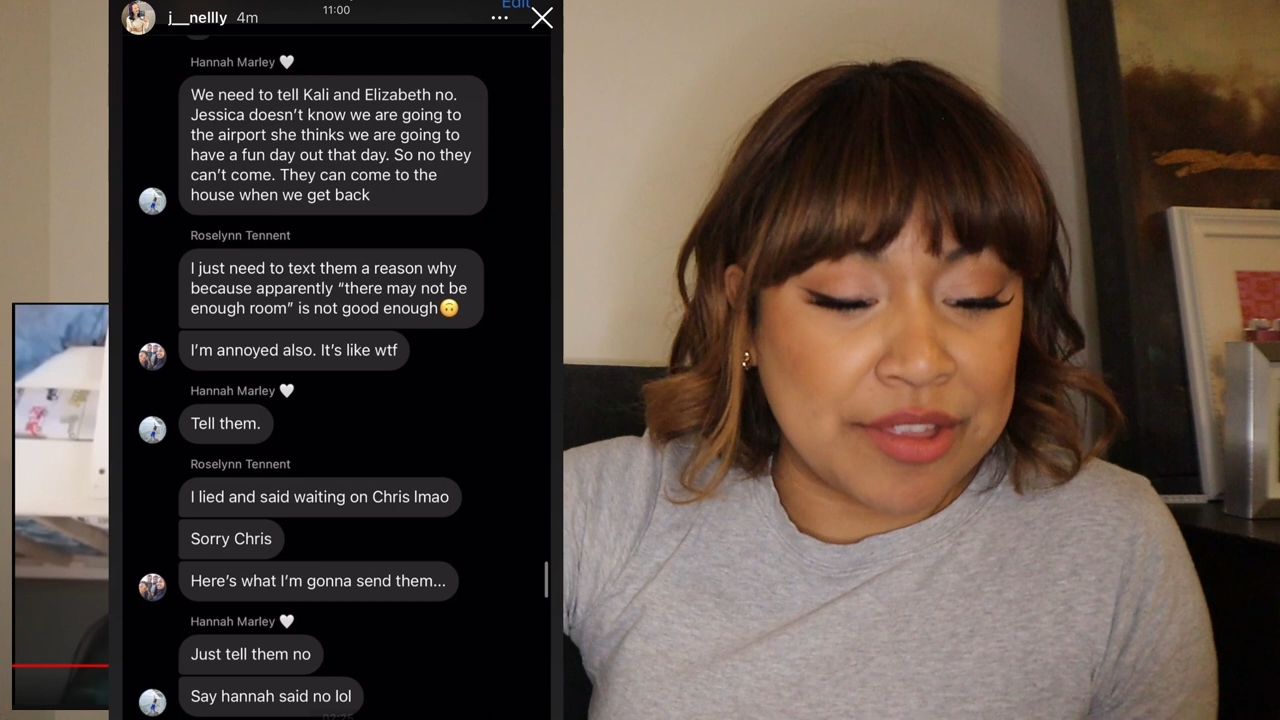 11:00
Edit
j__nellly 4m
Hannah Marley 🤍
We need to tell Kali and Elizabeth no.
Jessica doesn’t know we are going to
the airport she thinks we are going to
have a fun day out that day. So no they
can’t come. They can come to the
house when we get back
Roselynn Tennent
I just need to text them a reason why
because apparently “there may not be
enough room” is not good enough🙃
I’m annoyed also. It’s like wtf
Hannah Marley 🤍
Tell them.
Roselynn Tennent
I lied and said waiting on Chris lmao
Sorry Chris
Here’s what I’m gonna send them...
Hannah Marley 🤍
Just tell them no
Say hannah said no lol